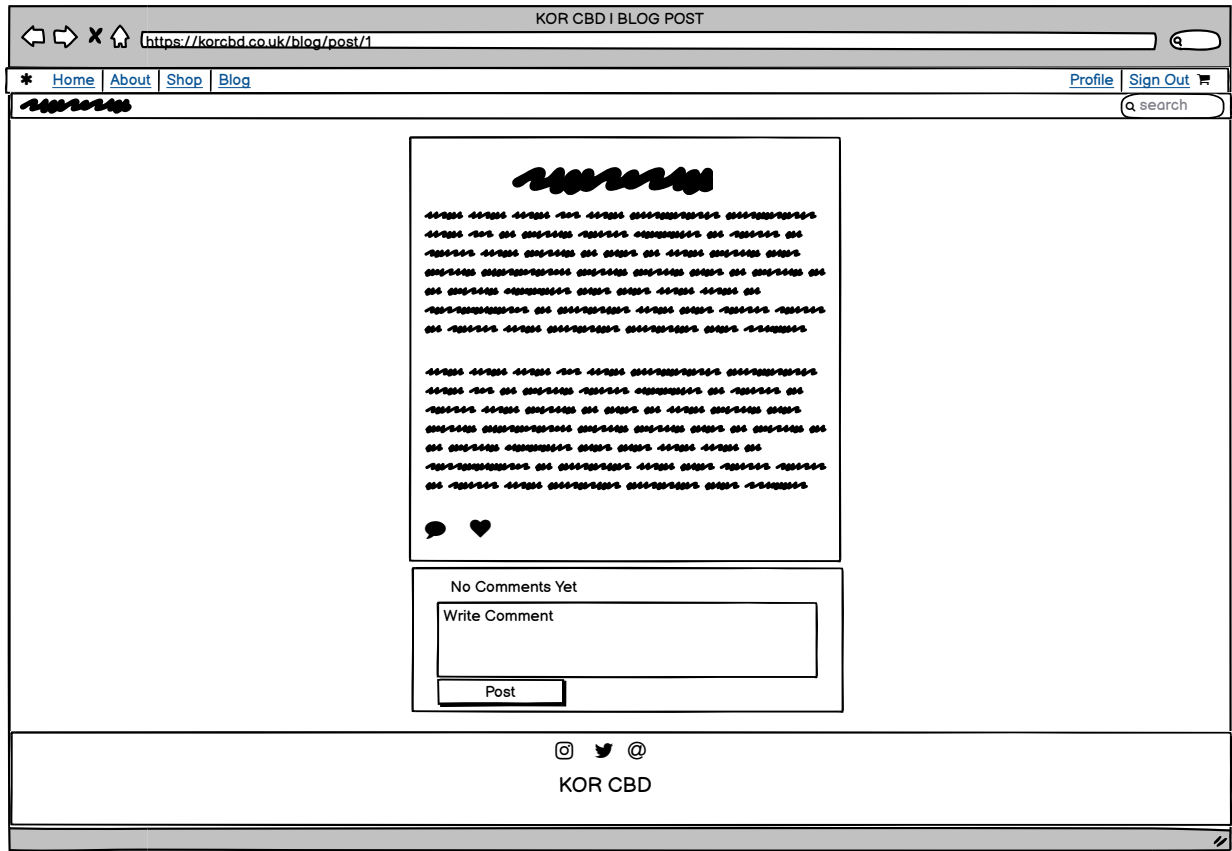 KOR CBD | BLOG POST
https://korcbd.co.uk/blog/post/1
Home About Shop Blog Profile Sign Out
search
No Comments Yet
Write Comment
Post
@
KOR CBD